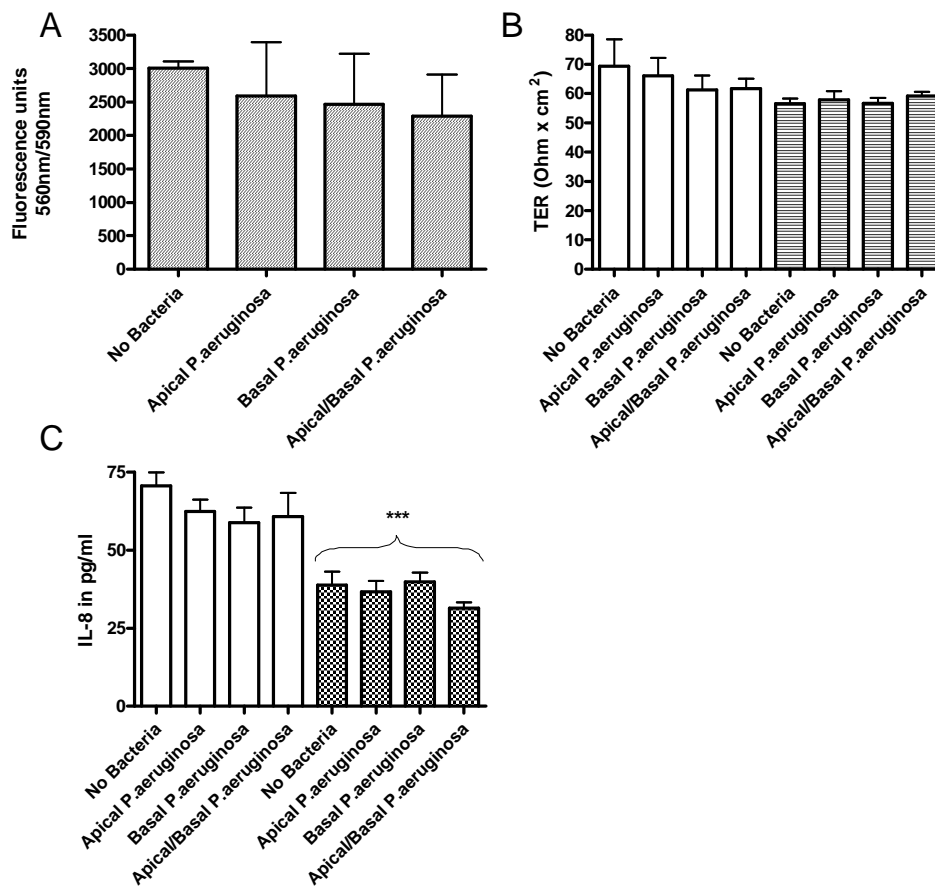 A
Fluorescence units
560nm/590nm
3500
3000
2500
2000
1500
1000
500
0
No Bacteria
Apical P.aeruginosa
Basal P.aeruginosa
Apical/Basal P.aeruginosa
B
TER (Ohm x cm 2)
80
70
60
50
40
30
20
10
0
No Bacteria
Apical P.aeruginosa
Basal P.aeruginosa
Apical/Basal P.aeruginosa
No Bacteria
Apical P.aeruginosa
Basal P.aeruginosa
Apical/Basal P.aeruginosa
C
IL-8 in pg/ml
75
50
25
0
***
No Bacteria
Apical P.aeruginosa
Basal P.aeruginosa
Apical/Basal P.aeruginosa
No Bacteria
Apical P.aeruginosa
Basal P.aeruginosa
Apical/Basal P.aeruginosa